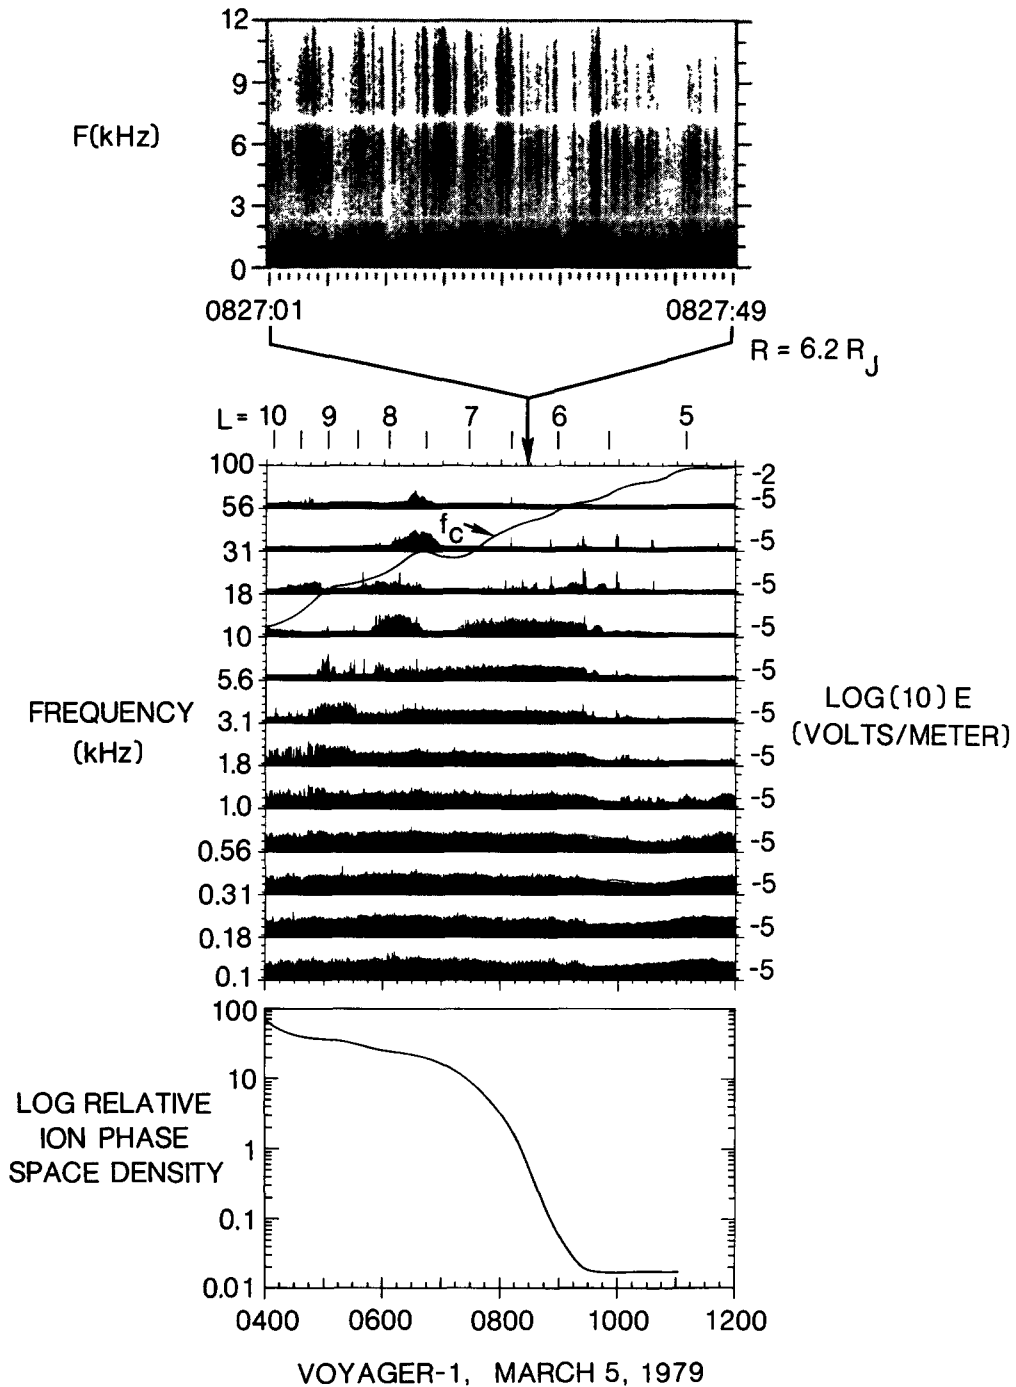 12
9
F(kHz)
6
3
0
0827:01 0827:49
R = 6.2 RJ
L= 10 9 8 7 6 5
100 -2
-5
56
fc
-5
31
-5
18
-5
10
-5
5.6
FREQUENCY
(kHz)
LOG(10) E
(VOLTS/METER)
-5
3.1
-5
1.8
-5
1.0
-5
0.56
-5
0.31
-5
0.18
-5
0.1
100
10
LOG RELATIVE
ION PHASE
SPACE DENSITY
1
0.1
0.01
0400 0600 0800 1000 1200
VOYAGER-1, MARCH 5, 1979